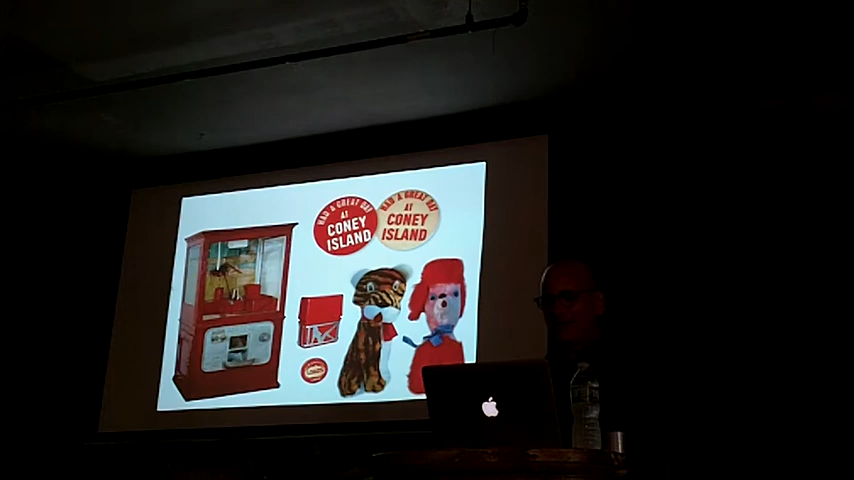 HAD A GREAT DAY
AT
CONEY
ISLAND
HAD A GREAT DAY
AT
CONEY
ISLAND